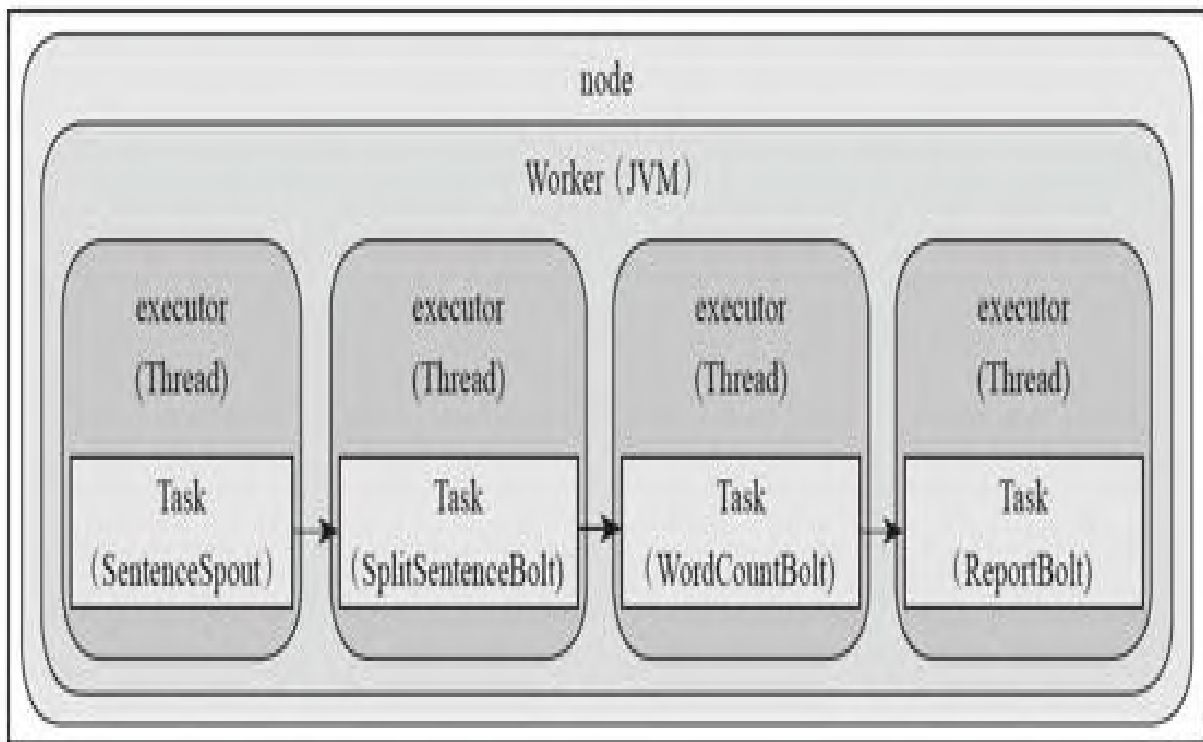 node
Worker（JVM）
executor
(Thread)
Task
（SentenceSpout）
executor
(Thread)
Task
(SplitSentenceBolt)
executor
(Thread)
Task
(WordCountBolt)
executor
(Thread)
Task
(ReportBolt)